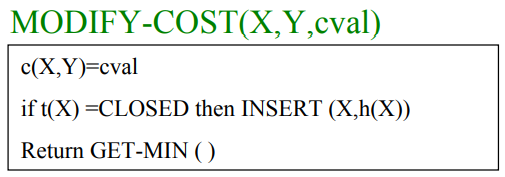 MODIFY-COST(X,Y,cval)
c(X,Y)=cval
if t(X) =CLOSED then INSERT (X,h(X))
Return GET-MIN ( )